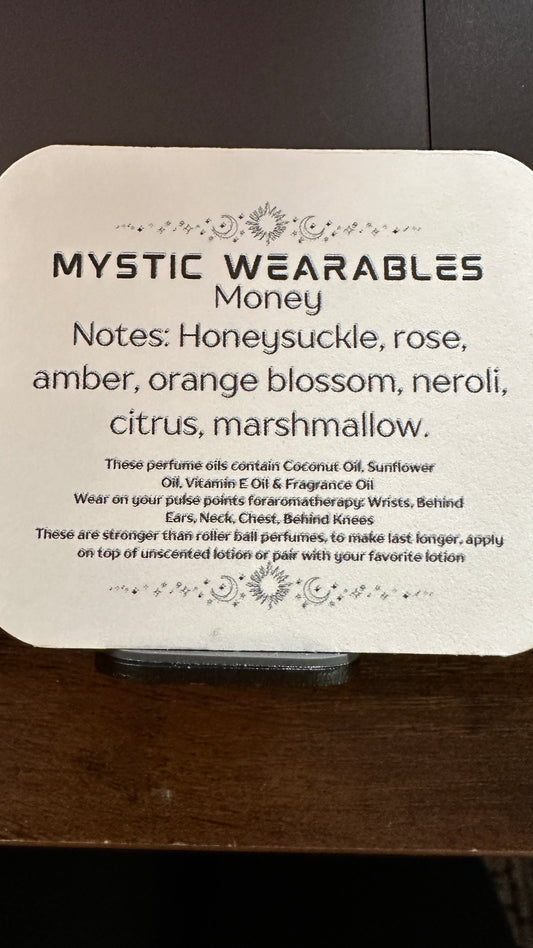 MYSTIC WEARABLES
Money
Notes: Honeysuckle, rose,
amber, orange blossom, neroli,
citrus, marshmallow.
These perfume oils contain Coconut Oil, Sunflower
Oil, Vitamin E Oil & Fragrance Oil
Wear on your pulse points foraromatherapy: Wrists, Behind
Ears, Neck, Chest, Behind Knees
These are stronger than roller ball perfumes, to make last longer, apply
on top of unscented lotion or pair with your favorite lotion